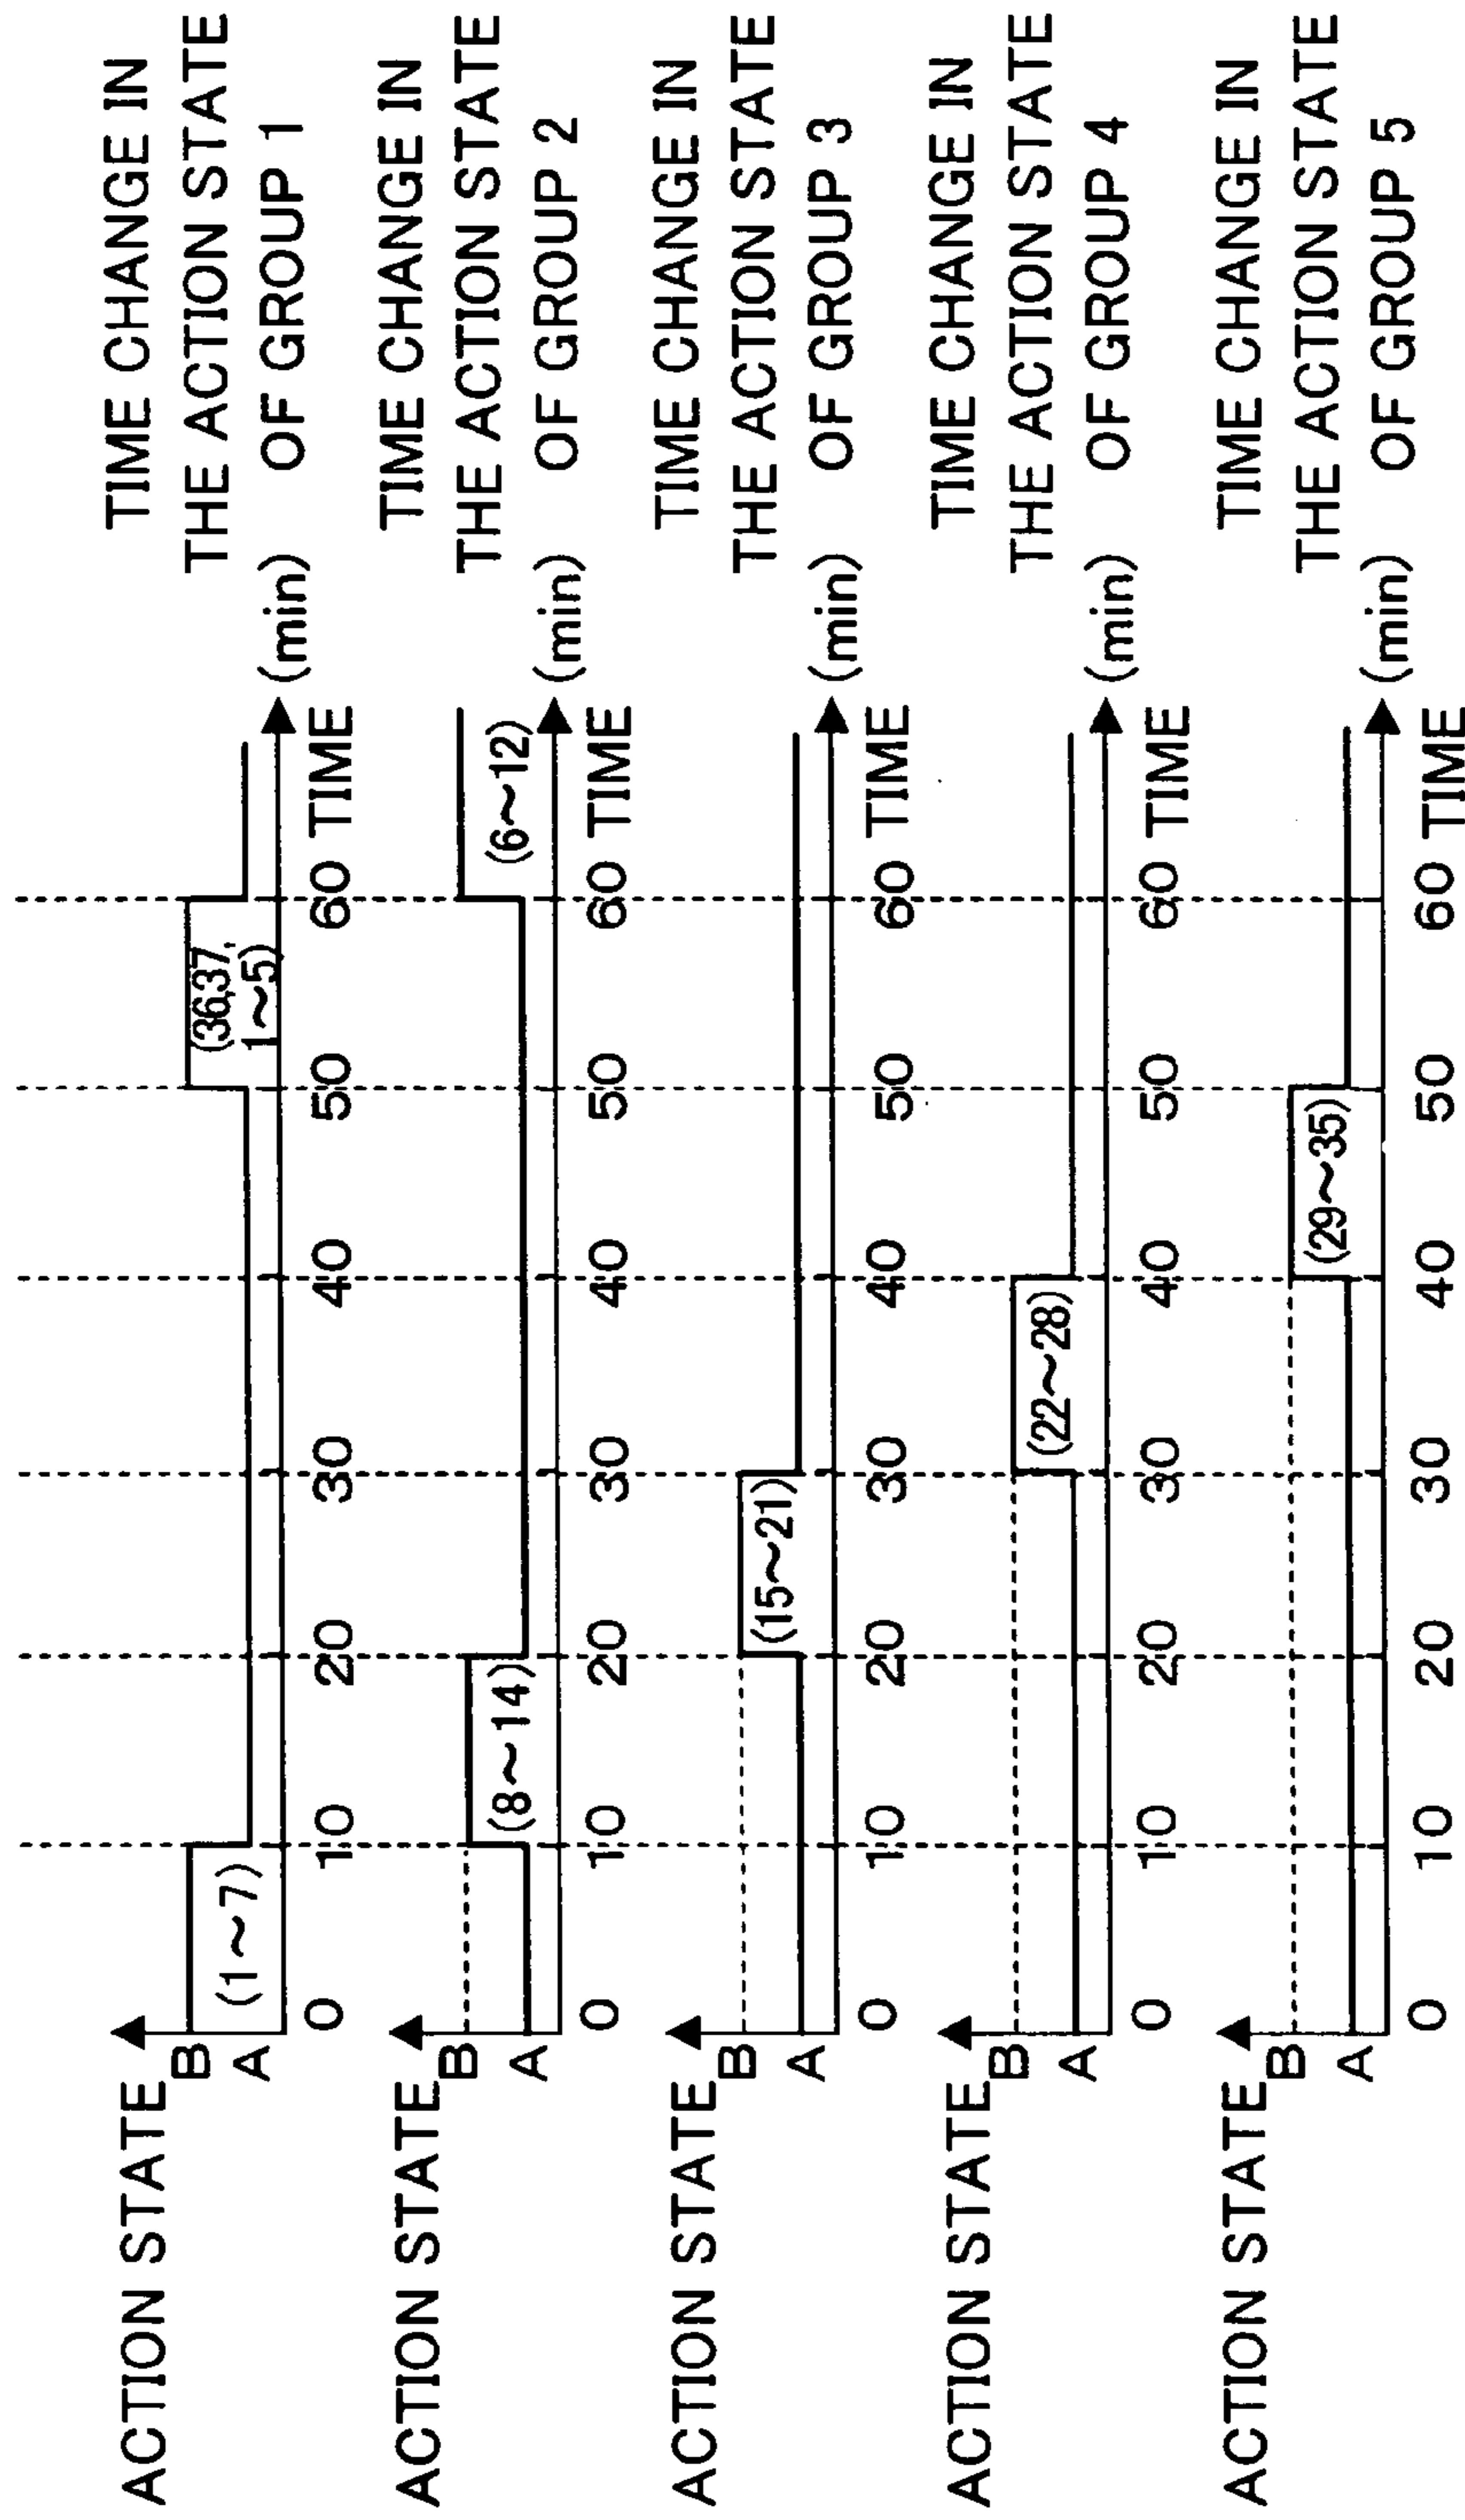 ACTION STATE
B
A
(1~7)
(3637,
1~5)
0
10
20
30
40
50
60
TIME
(min)
TIME CHANGE IN
THE ACTION STATE
OF GROUP 1
ACTION STATE
B
A
(8~14)
(6~12)
0
10
20
30
40
50
60
TIME
(min)
TIME CHANGE IN
THE ACTION STATE
OF GROUP 2
ACTION STATE
B
A
(15~21)
0
10
20
30
40
50
60
TIME
(min)
TIME CHANGE IN
THE ACTION STATE
OF GROUP 3
ACTION STATE
B
A
(22~28)
0
10
20
30
40
50
60
TIME
(min)
TIME CHANGE IN
THE ACTION STATE
OF GROUP 4
ACTION STATE
B
A
(29~35)
0
10
20
30
40
50
60
TIME
(min)
TIME CHANGE IN
THE ACTION STATE
OF GROUP 5